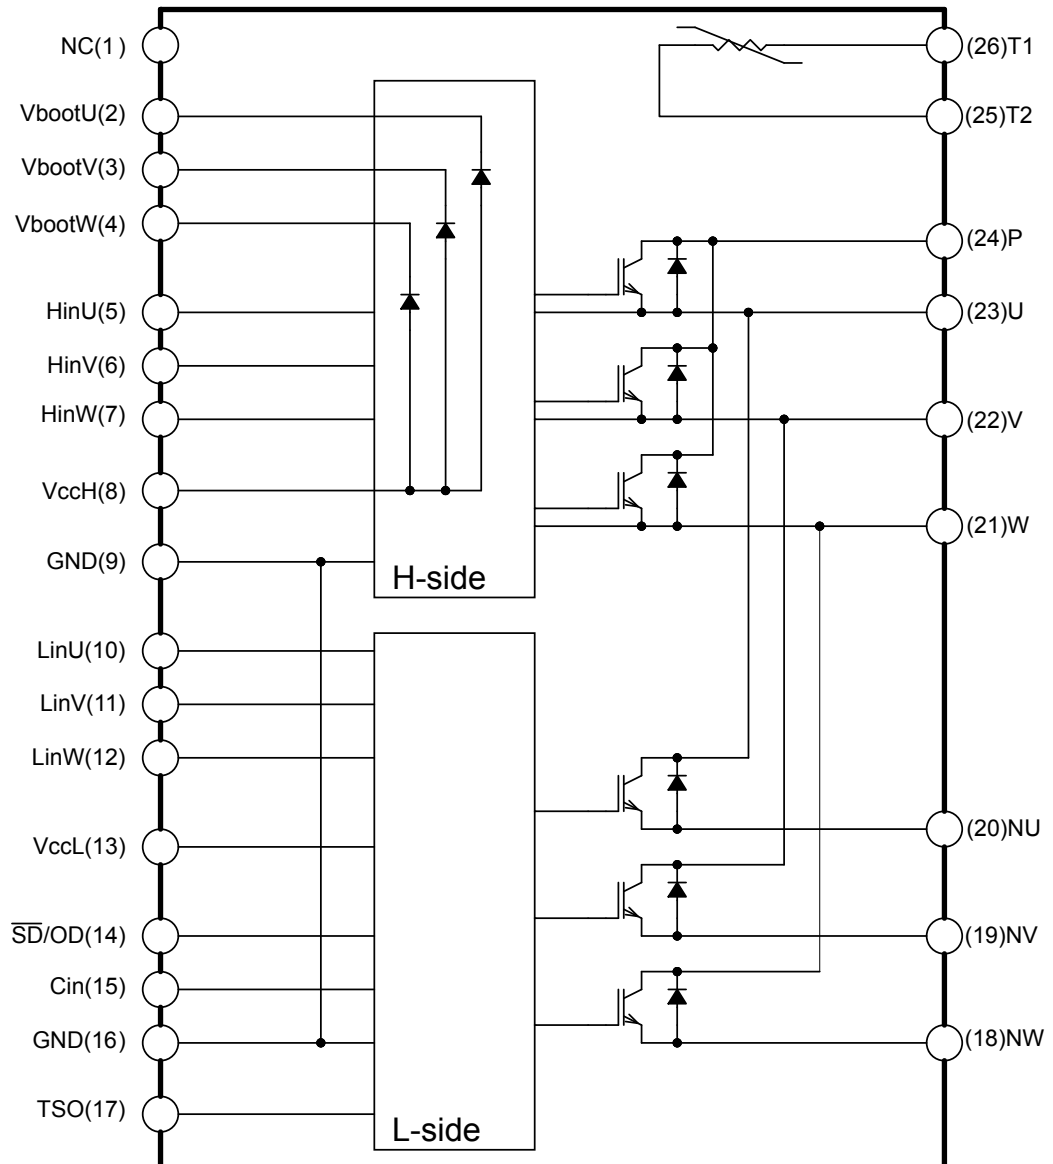 NC(1)
VbootU(2)
VbootV(3)
VbootW(4)
HinU(5)
HinV(6)
HinW(7)
VccH(8)
GND(9)
LinU(10)
LinV(11)
LinW(12)
VccL(13)
S̅D̅/OD(14)
Cin(15)
GND(16)
TSO(17)
H-side
L-side
(26)T1
(25)T2
(24)P
(23)U
(22)V
(21)W
(20)NU
(19)NV
(18)NW